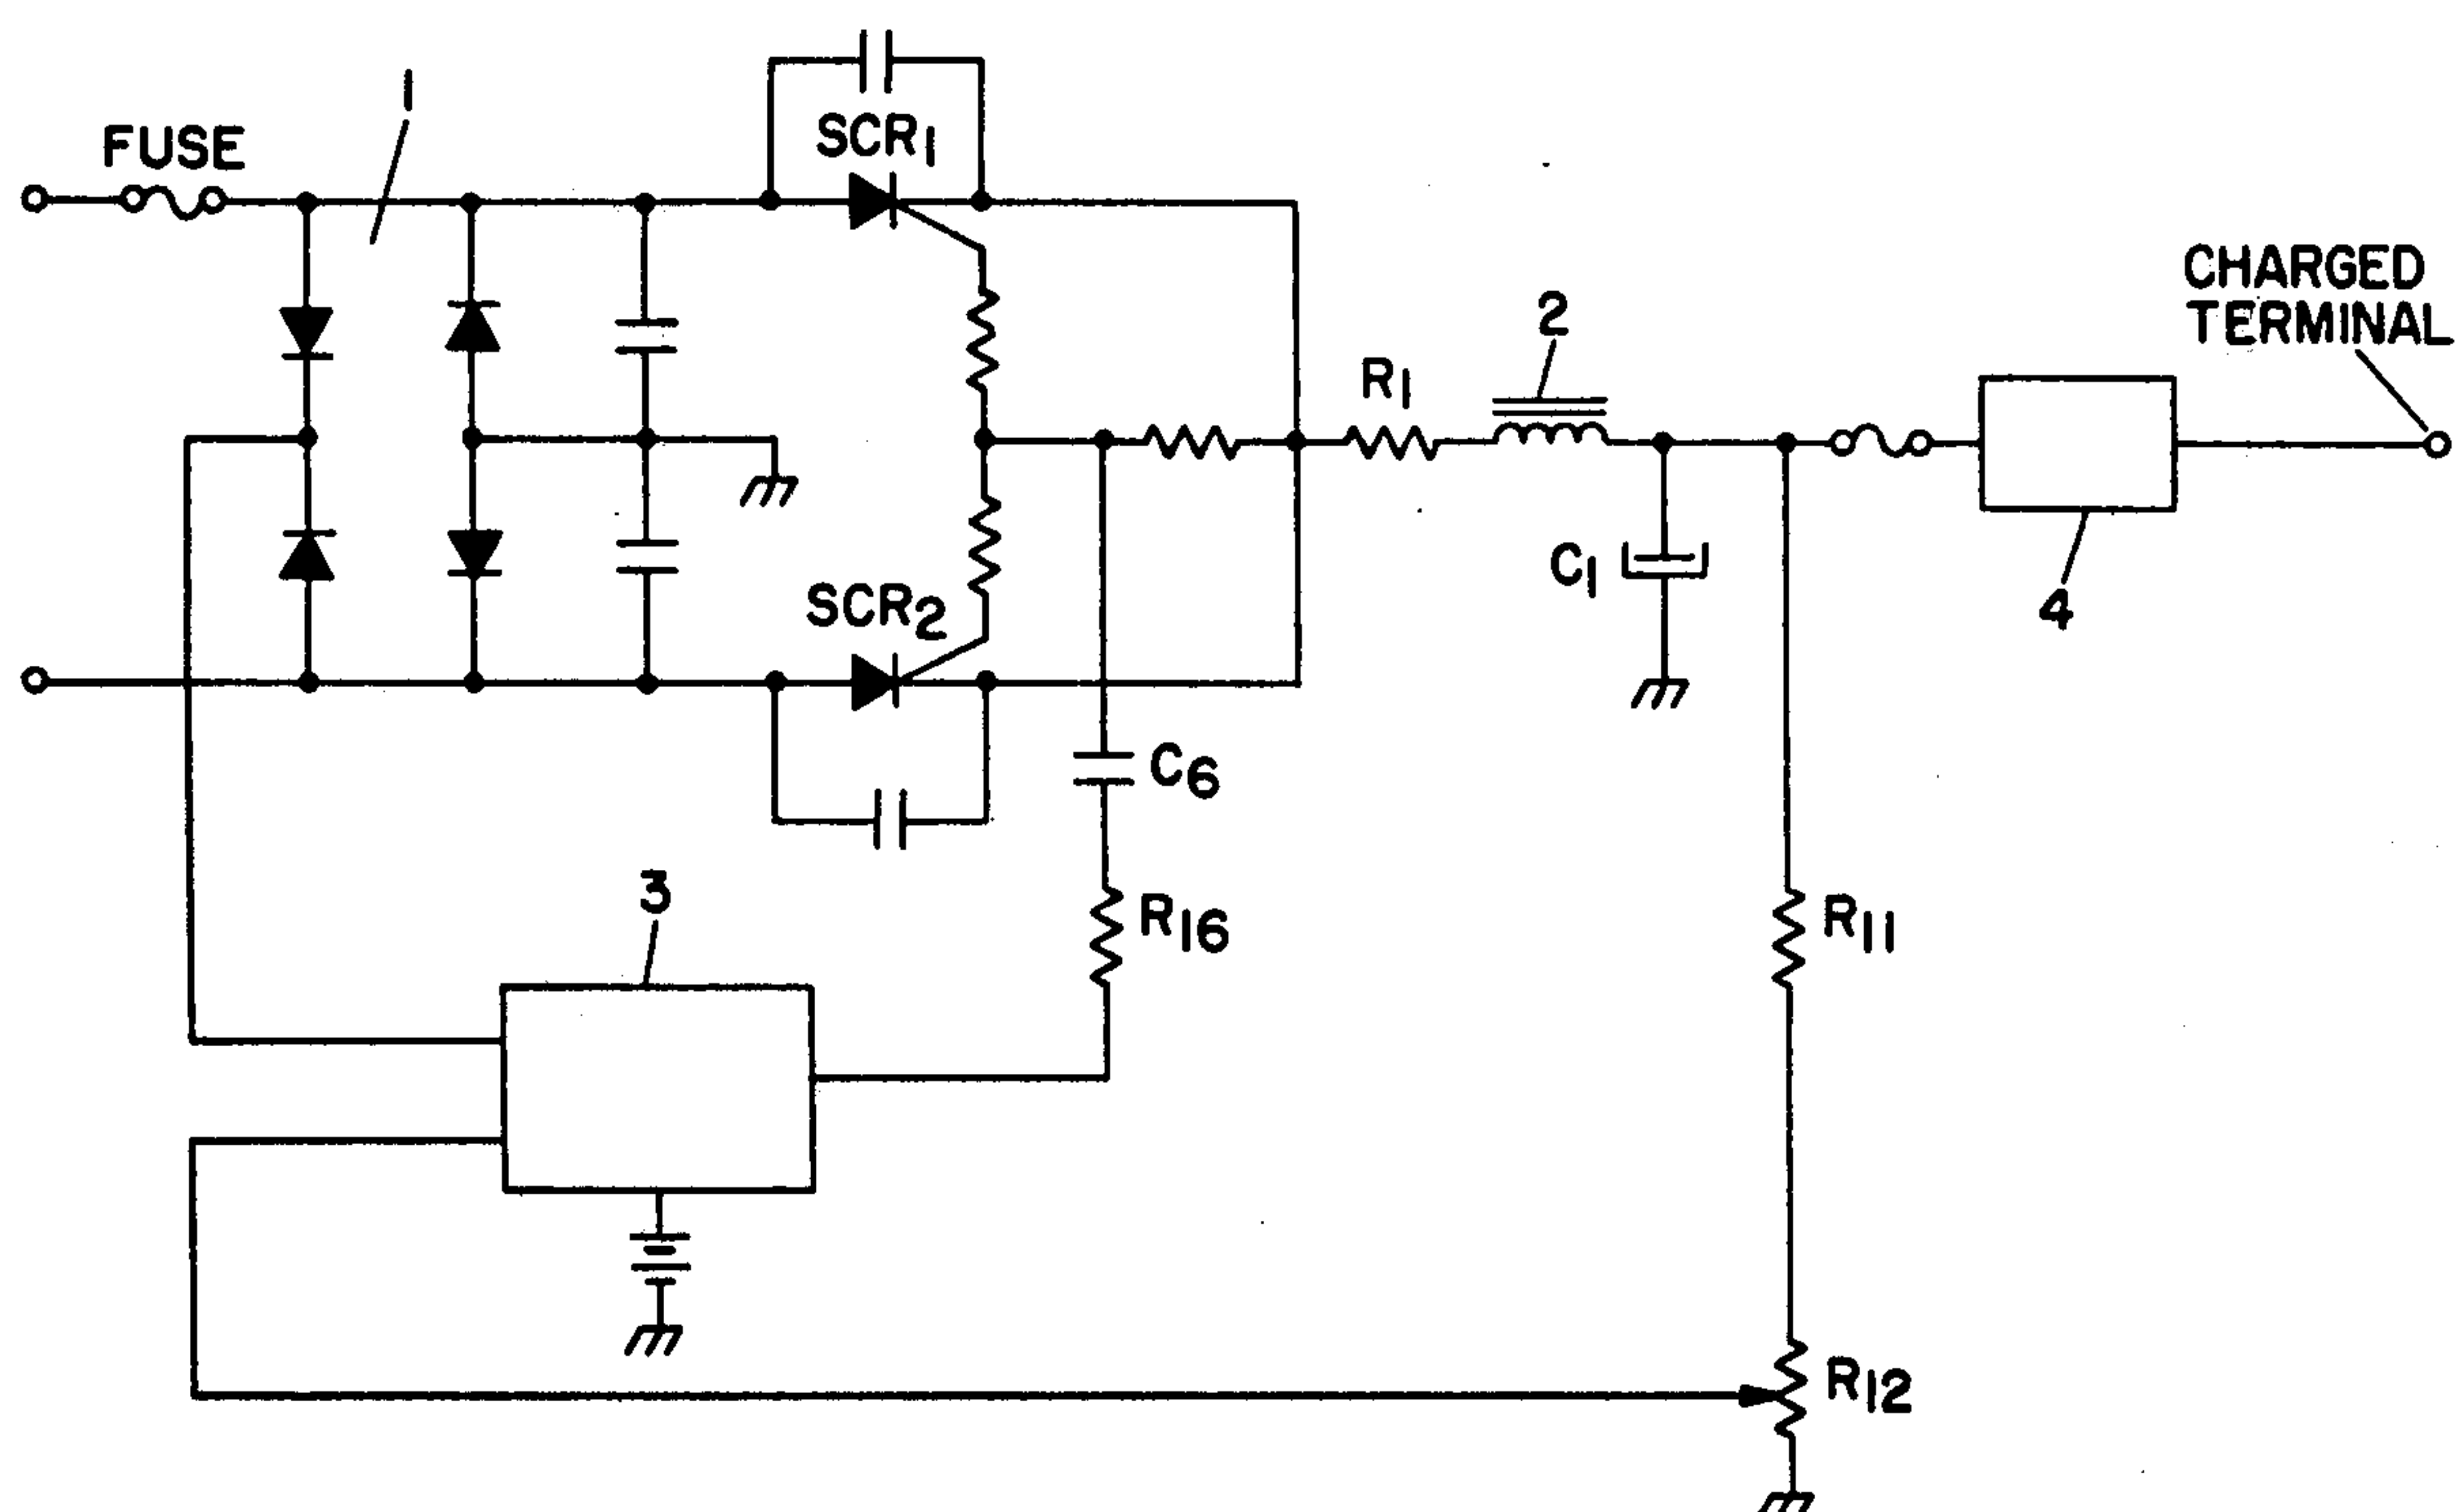 1
FUSE
SCR1
CHARGED
TERMINAL
2
R1
C1
4
SCR2
C6
3
R16
R11
R12